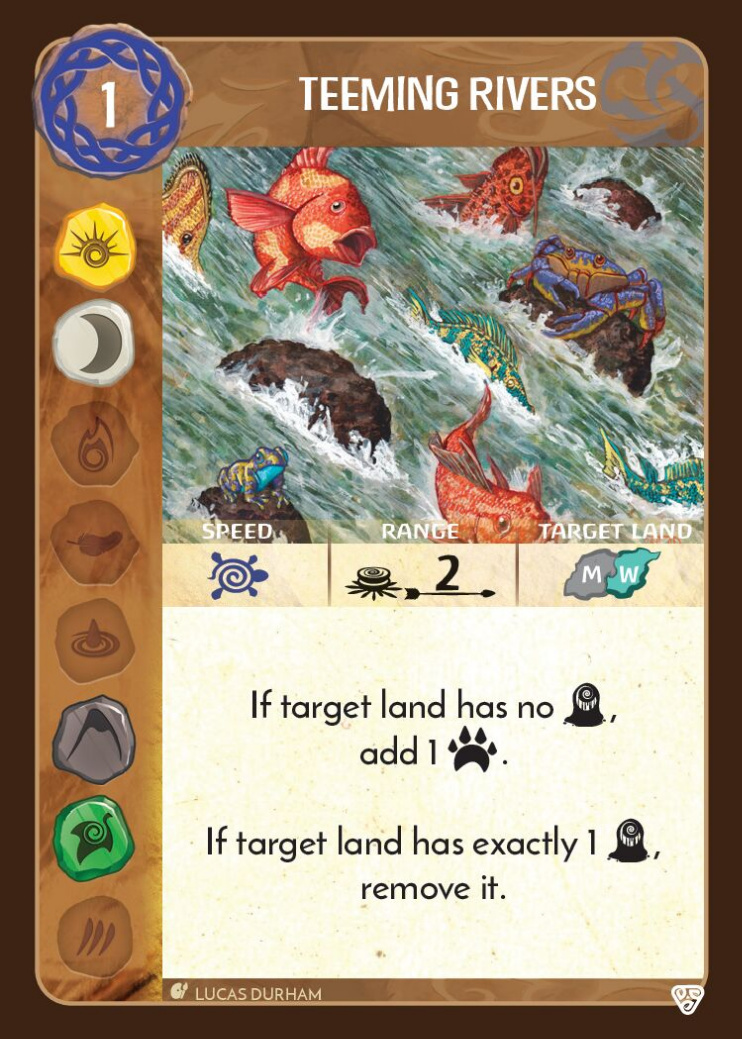 1
TEEMING RIVERS
SPEED RANGE TARGET LAND
2 M W
If target land has no ,
add 1 .
If target land has exactly 1 ,
remove it.
LUCAS DURHAM